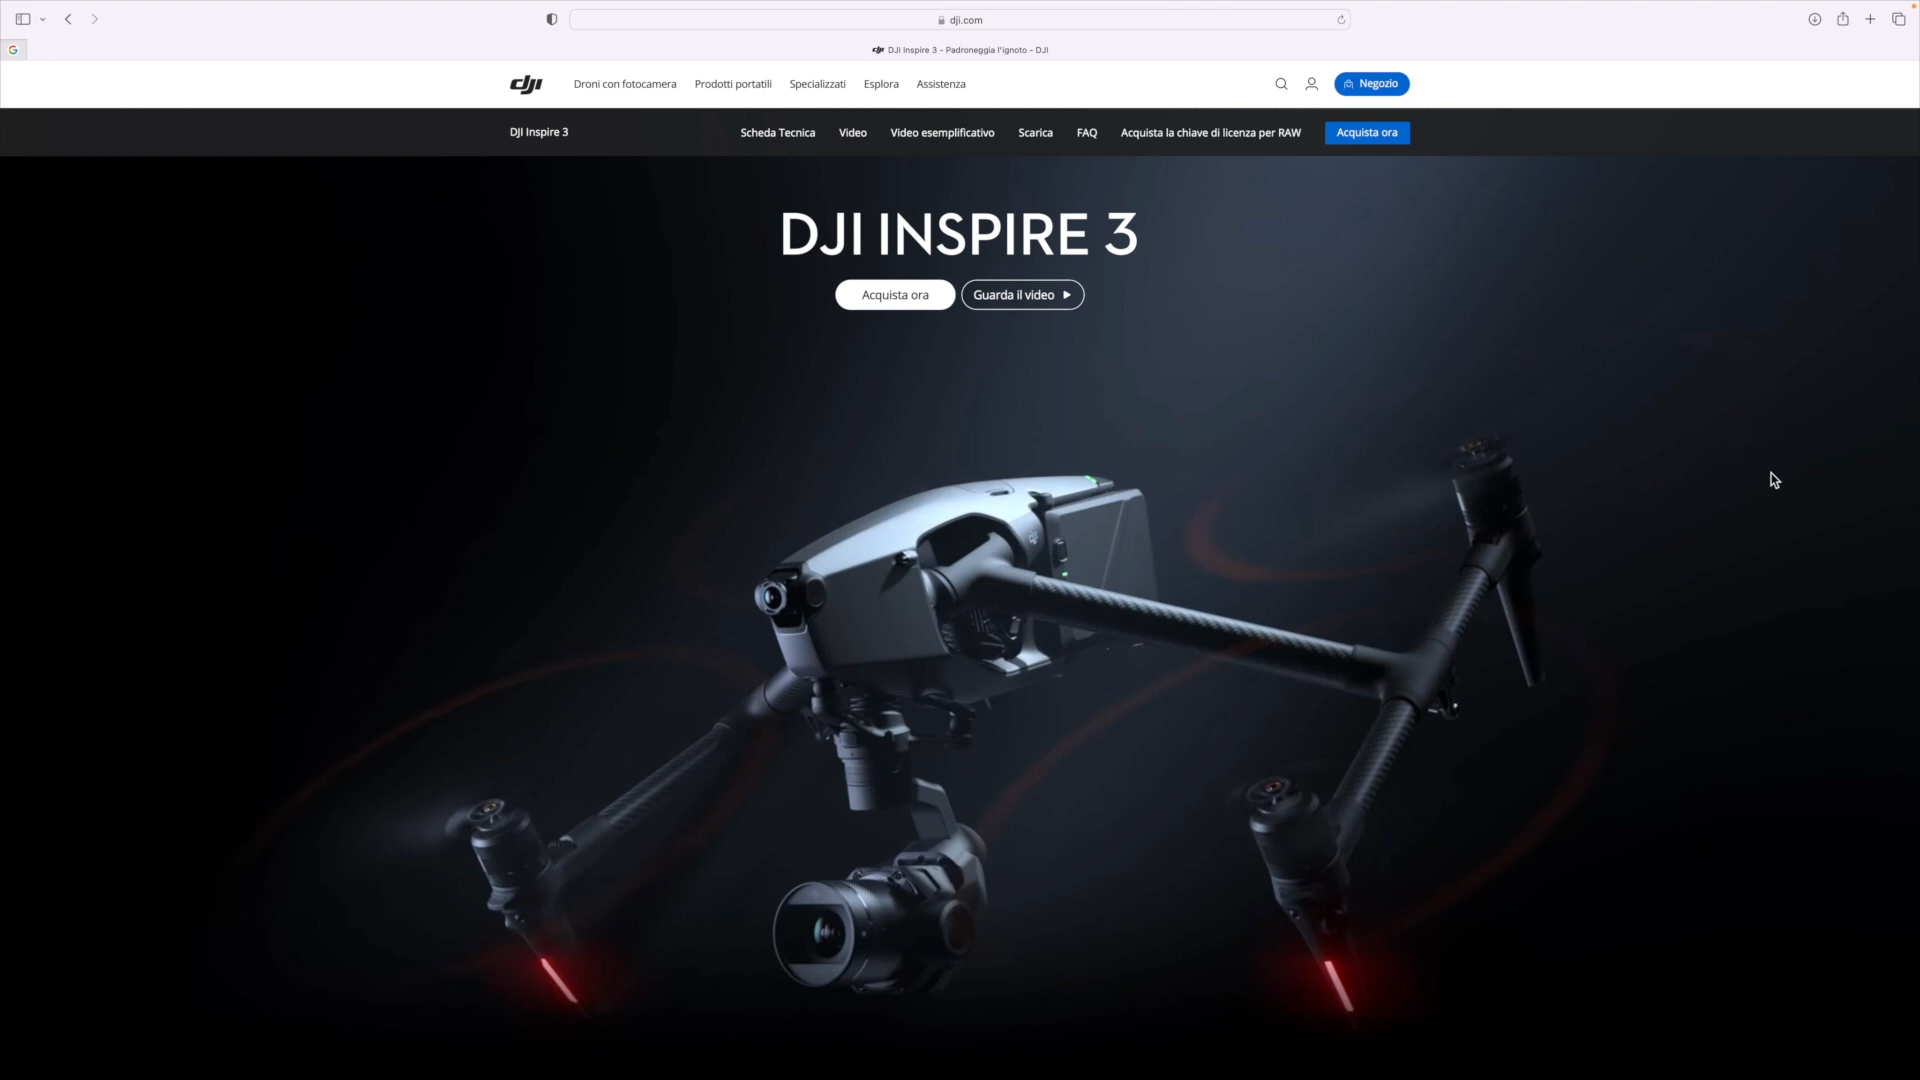 dji.com
DJI Inspire 3 - Padroneggia l'ignoto - DJI
dji
Droni con fotocamera
Prodotti portatili
Specializzati
Esplora
Assistenza
Negozio
DJI Inspire 3
Scheda Tecnica
Video
Video esemplificativo
Scarica
FAQ
Acquista la chiave di licenza per RAW
Acquista ora
DJI INSPIRE 3
Acquista ora
Guarda il video